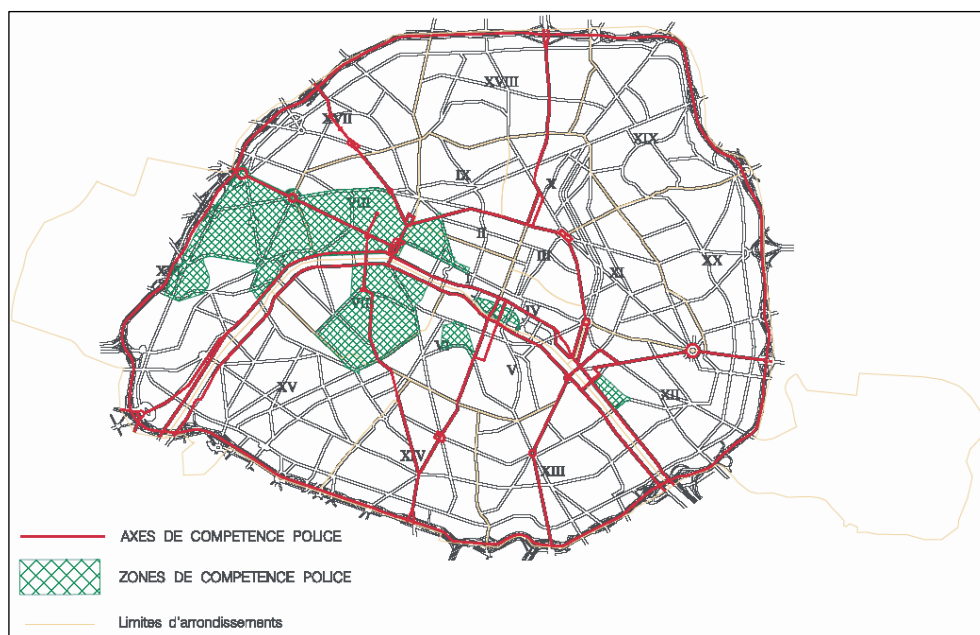 XVIII
XVII
XIX
IX
X
VIII
II
III
XI
XX
I
IV
VII
VI
V
XV
XII
XIV
XIII
AXES DE COMPETENCE POLICE
ZONES DE COMPETENCE POLICE
Limites d'arrondissements